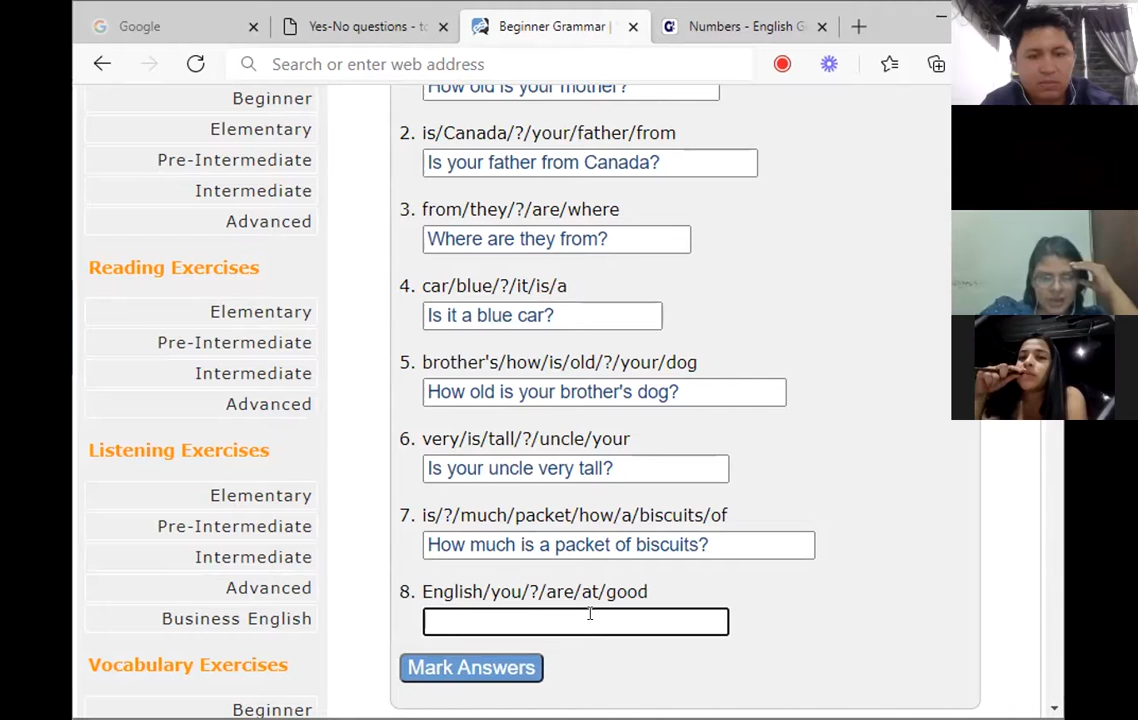 Google
Yes-No questions - to
Beginner Grammar |
Numbers - English G
Search or enter web address
Beginner
Elementary
Pre-Intermediate
Intermediate
Advanced
Reading Exercises
Elementary
Pre-Intermediate
Intermediate
Advanced
Listening Exercises
Elementary
Pre-Intermediate
Intermediate
Advanced
Business English
Vocabulary Exercises
Beginner
How old is your mother?
2. is/Canada/?/your/father/from
Is your father from Canada?
3. from/they/?/are/where
Where are they from?
4. car/blue/?/it/is/a
Is it a blue car?
5. brother's/how/is/old/?/your/dog
How old is your brother's dog?
6. very/is/tall/?/uncle/your
Is your uncle very tall?
7. is/?/much/packet/how/a/biscuits/of
How much is a packet of biscuits?
8. English/you/?/are/at/good
Mark Answers